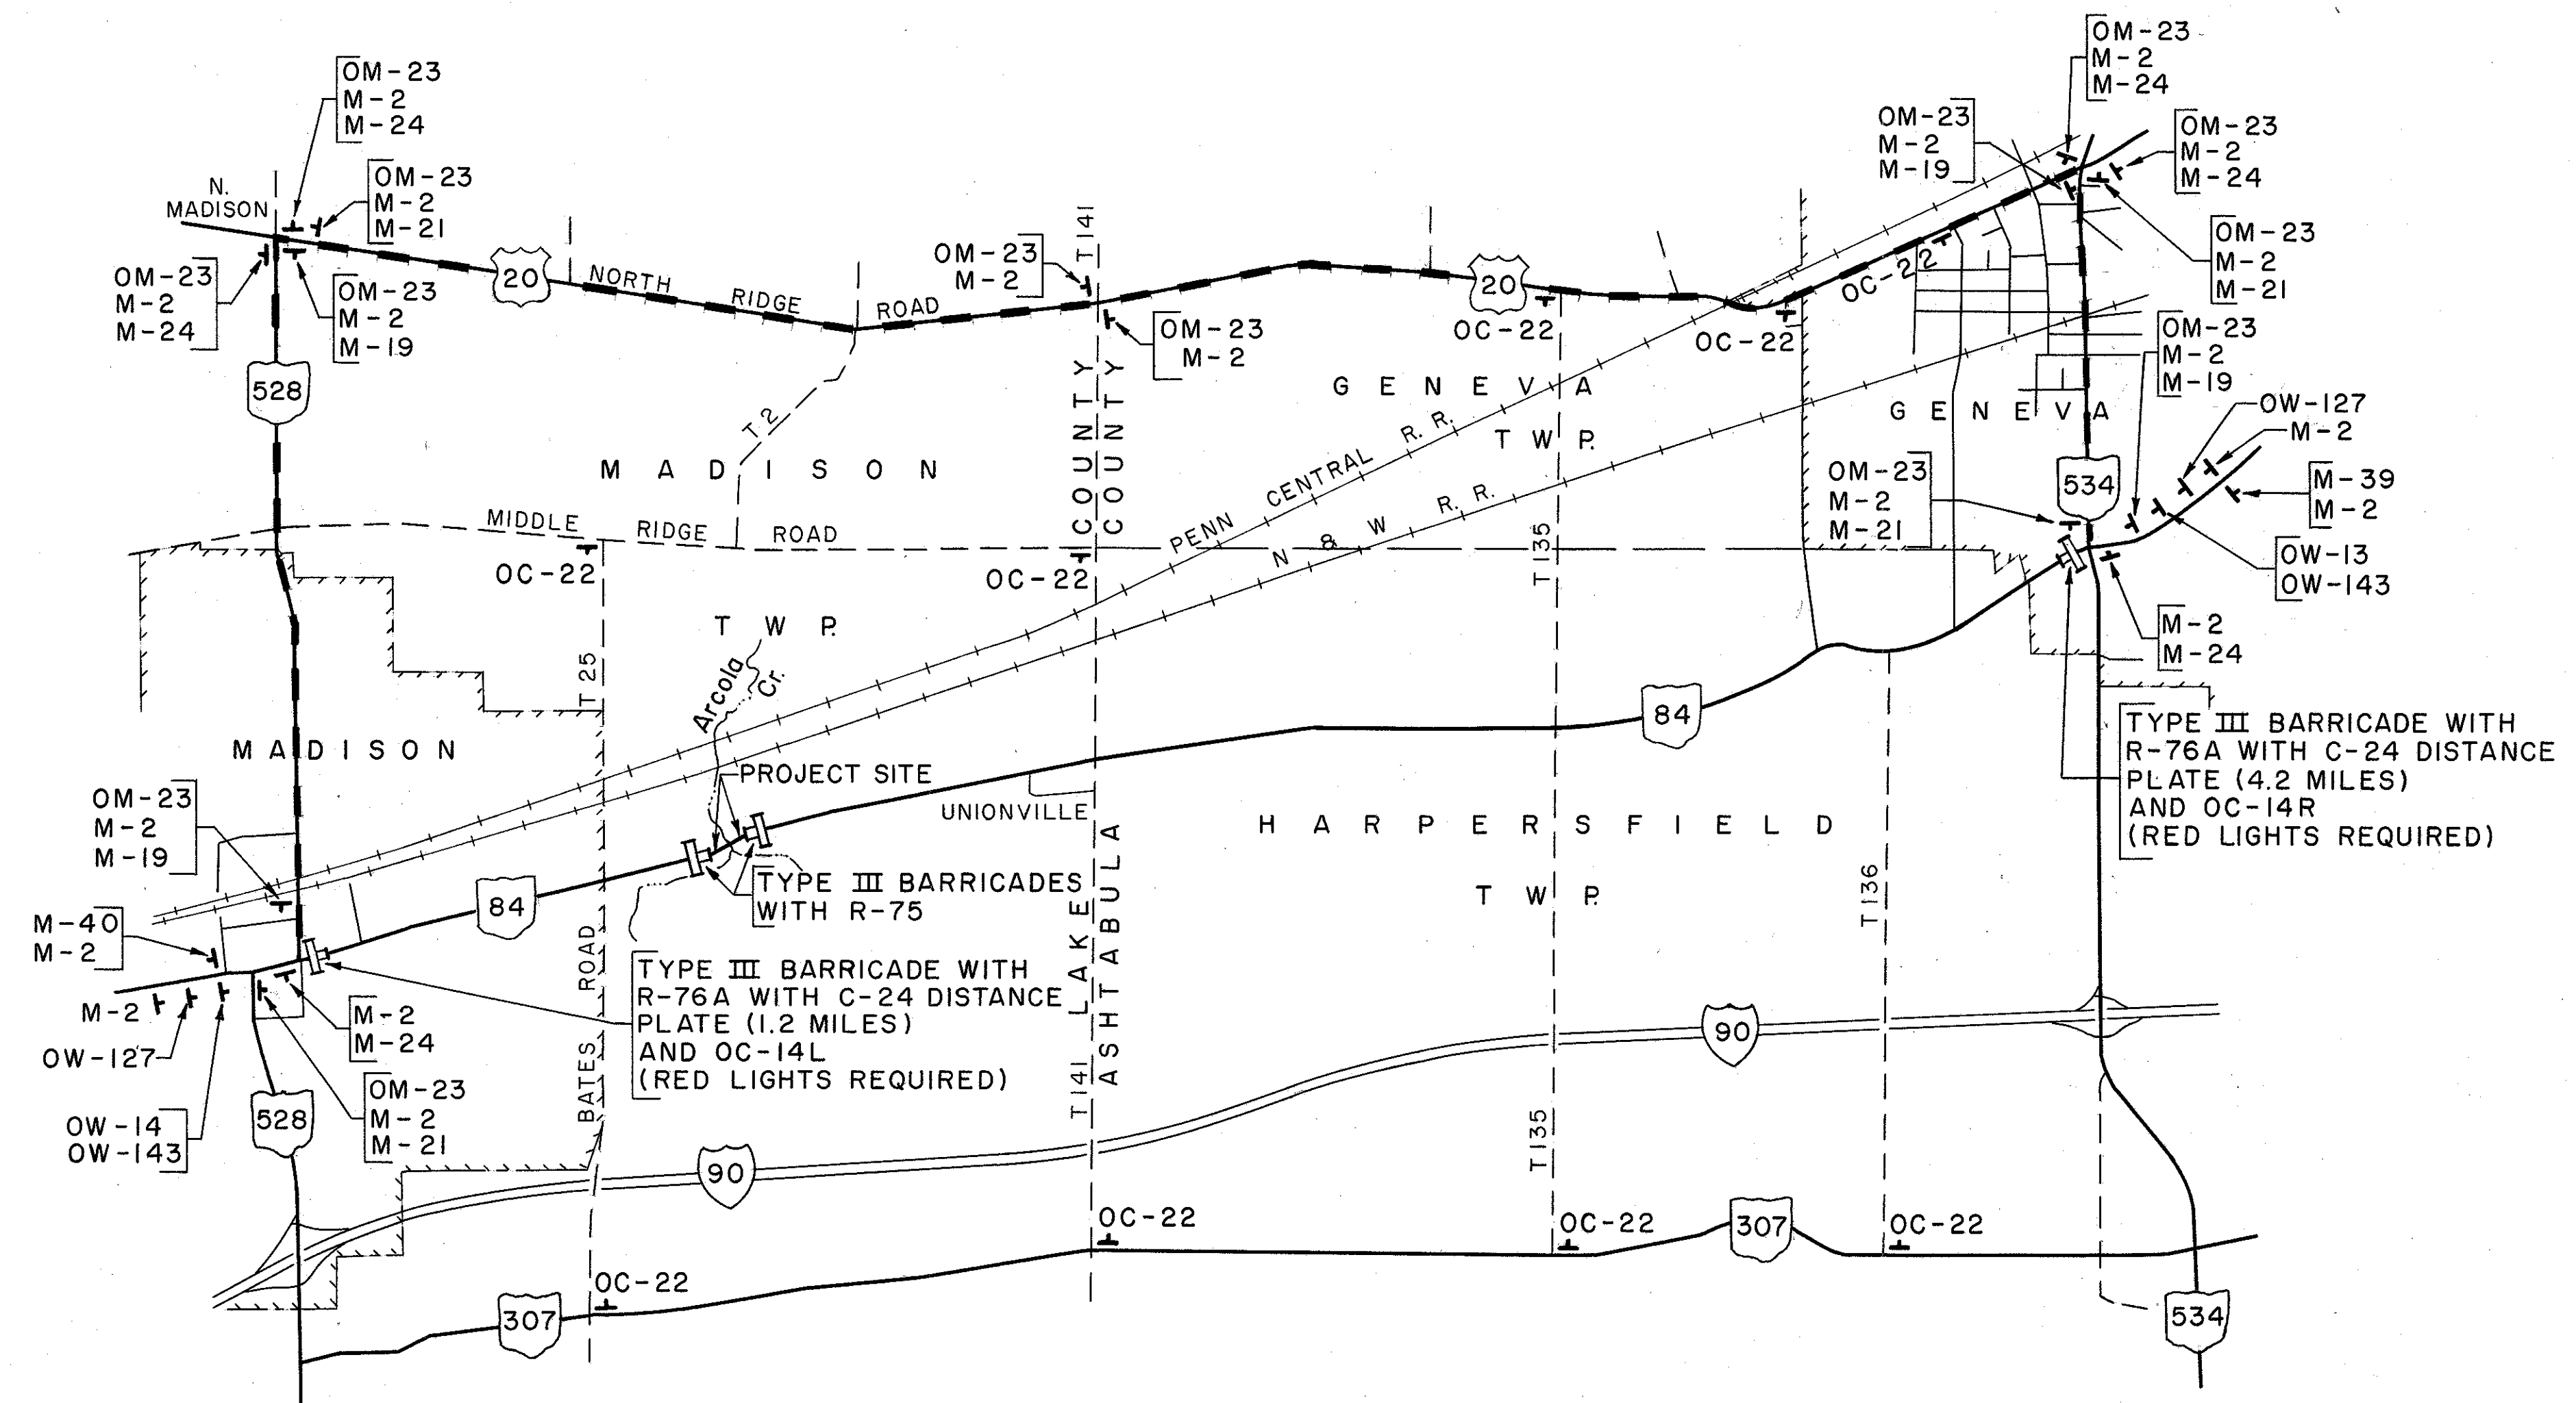 OM-23
M-2
M-24
OM-23
M-2
M-21
N.
MADISON
OM-23
M-2
M-24
OM-23
M-2
M-19
528
20
NORTH RIDGE ROAD
OM-23
M-2
T141
OM-23
M-2
20
OC-22
OC-22
OC-22
OM-23
M-2
M-24
OM-23
M-2
M-19
OM-23
M-2
M-24
OM-23
M-2
M-21
OM-23
M-2
M-19
OW-127
M-2
M-39
M-2
OW-13
OW-143
M-2
M-24
OM-23
M-2
M-21
534
GENEVA
GENEVA
TWP.
T2
MADISON
TWP.
MIDDLE RIDGE ROAD
OC-22
OC-22
COUNTY
COUNTY
PENN CENTRAL R. R.
N & W R. R.
T135
T25
Arcola
Cr.
PROJECT SITE
UNIONVILLE
84
TYPE III BARRICADE WITH
R-76A WITH C-24 DISTANCE
PLATE (4.2 MILES)
AND OC-14R
(RED LIGHTS REQUIRED)
HARPERSFIELD
TWP.
T136
MADISON
OM-23
M-2
M-19
M-40
M-2
84
TYPE III BARRICADES
WITH R-75
TYPE III BARRICADE WITH
R-76A WITH C-24 DISTANCE
PLATE (1.2 MILES)
AND OC-14L
(RED LIGHTS REQUIRED)
LAKE
ASHTABULA
T141
BATES ROAD
M-2
OW-127
OW-14
OW-143
M-2
M-24
OM-23
M-2
M-21
528
90
90
T135
OC-22
OC-22
307
OC-22
OC-22
307
534